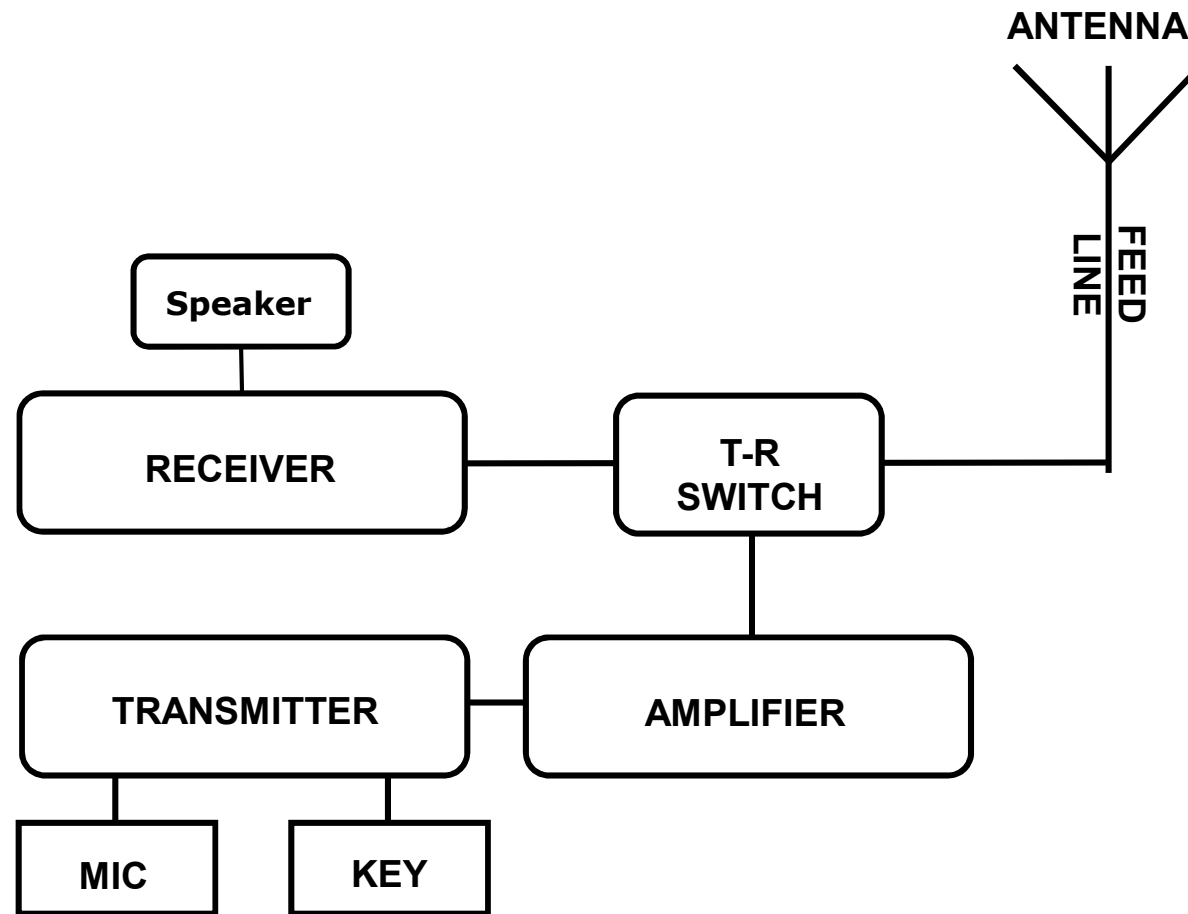 ANTENNA
FEED
LINE
Speaker
RECEIVER
T-R
SWITCH
TRANSMITTER
AMPLIFIER
MIC
KEY